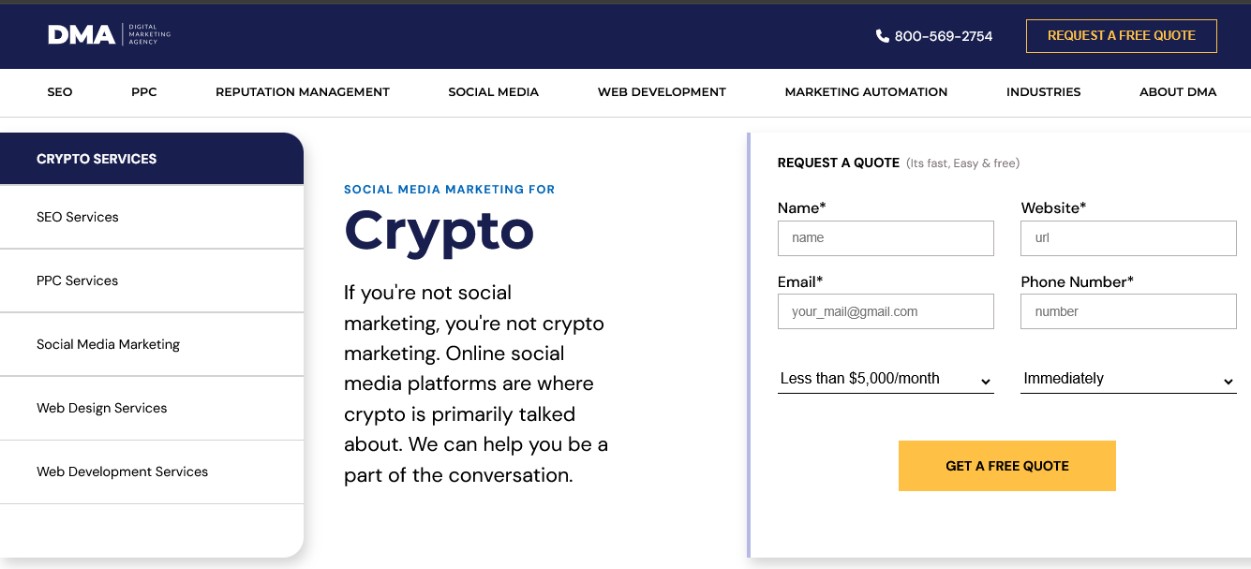 DMA DIGITAL
MARKETING
AGENCY
800-569-2754
REQUEST A FREE QUOTE
SEO PPC REPUTATION MANAGEMENT SOCIAL MEDIA WEB DEVELOPMENT MARKETING AUTOMATION INDUSTRIES ABOUT DMA
CRYPTO SERVICES
SEO Services
PPC Services
Social Media Marketing
Web Design Services
Web Development Services
SOCIAL MEDIA MARKETING FOR
Crypto
If you're not social
marketing, you're not crypto
marketing. Online social
media platforms are where
crypto is primarily talked
about. We can help you be a
part of the conversation.
REQUEST A QUOTE (Its fast, Easy & free)
Name* Website*
name url
Email* Phone Number*
your_mail@gmail.com number
Less than $5,000/month Immediately
GET A FREE QUOTE